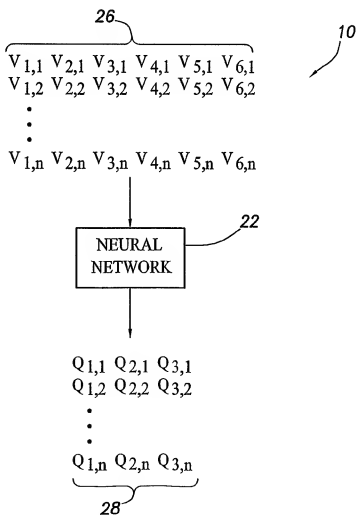 26
10
V1,1 V2,1 V3,1 V4,1 V5,1 V6,1
V1,2 V2,2 V3,2 V4,2 V5,2 V6,2
V1,n V2,n V3,n V4,n V5,n V6,n
22
NEURAL
NETWORK
Q1,1 Q2,1 Q3,1
Q1,2 Q2,2 Q3,2
Q1,n Q2,n Q3,n
28